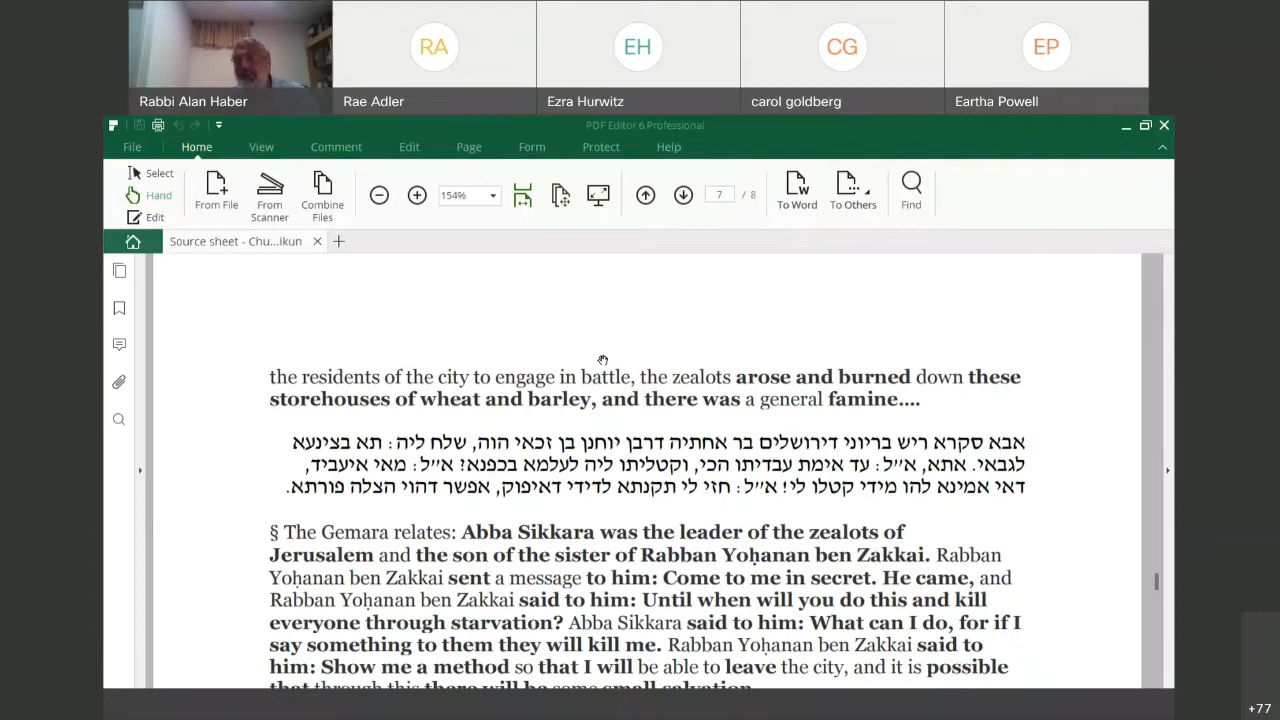 RA
EH
CG
EP
Rabbi Alan Haber
Rae Adler
Ezra Hurwitz
carol goldberg
Eartha Powell
PDF Editor 6 Professional
File Home View Comment Edit Page Form Protect Help
Select
Hand
Edit
From File
From Scanner
Combine Files
154%
7 / 8
To Word
To Others
Find
Source sheet - Chu...ikun
the residents of the city to engage in battle, the zealots arose and burned down these
storehouses of wheat and barley, and there was a general famine....
אבא סקרא ריש בריוני דירושלים בר אחתיה דרבן יוחנן בן זכאי הוה, שלח ליה: תא בצינעא
לגבאי. אתא, א״ל: עד אימת עבדיתו הכי, וקטליתו ליה לעלמא בכפנא? א״ל: מאי איעביד,
דאי אמינא להו מידי קטלו לי! א״ל: חזי לי תקנתא לדידי דאיפוק, אפשר דהוי הצלה פורתא.
§ The Gemara relates: Abba Sikkara was the leader of the zealots of
Jerusalem and the son of the sister of Rabban Yoḥanan ben Zakkai. Rabban
Yoḥanan ben Zakkai sent a message to him: Come to me in secret. He came, and
Rabban Yoḥanan ben Zakkai said to him: Until when will you do this and kill
everyone through starvation? Abba Sikkara said to him: What can I do, for if I
say something to them they will kill me. Rabban Yoḥanan ben Zakkai said to
him: Show me a method so that I will be able to leave the city, and it is possible
that through this there will be some small salvation.
+77